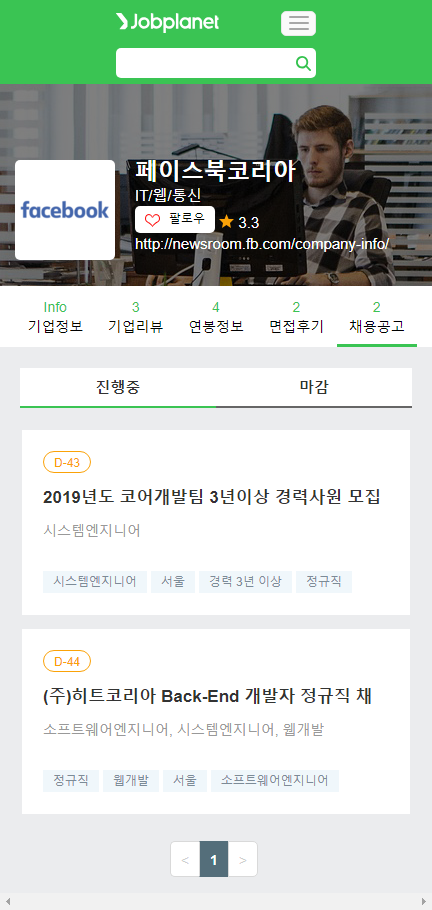 Jobplanet
페이스북코리아
facebook
IT/웹/통신
팔로우 3.3
http://newsroom.fb.com/company-info/
Info 3 4 2 2
기업정보 기업리뷰 연봉정보 면접후기 채용공고
진행중 마감
D-43
2019년도 코어개발팀 3년이상 경력사원 모집
시스템엔지니어
시스템엔지니어 서울 경력 3년 이상 정규직
D-44
(주)히트코리아 Back-End 개발자 정규직 채
소프트웨어엔지니어, 시스템엔지니어, 웹개발
정규직 웹개발 서울 소프트웨어엔지니어
< 1 >